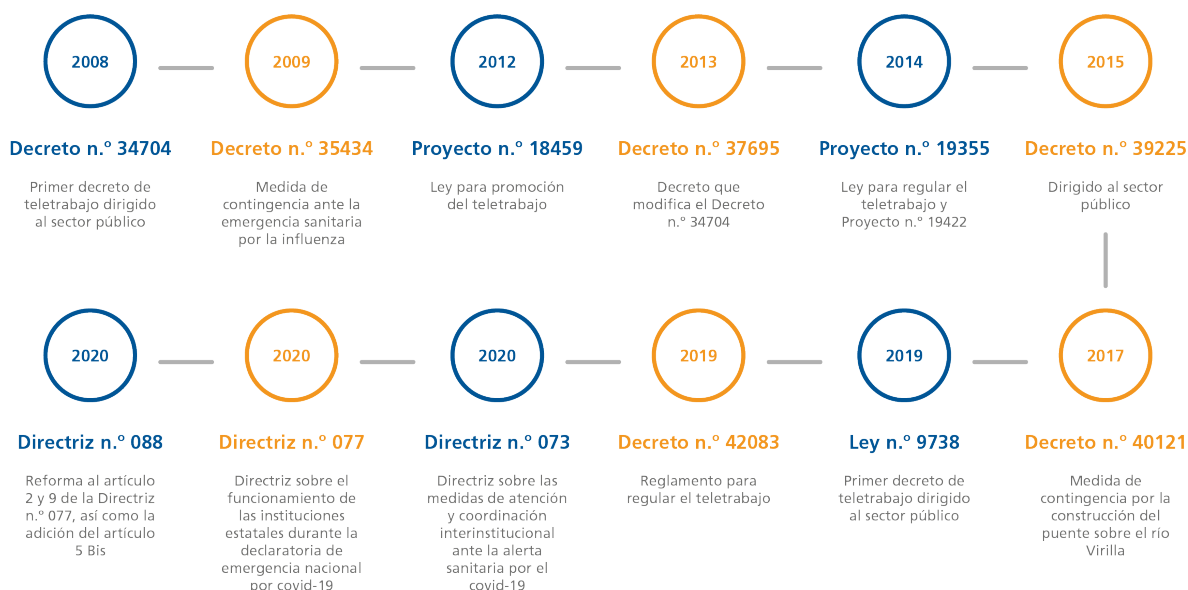 2008
Decreto n.º 34704
Primer decreto de
teletrabajo dirigido
al sector público
2009
Decreto n.º 35434
Medida de
contingencia ante la
emergencia sanitaria
por la influenza
2012
Proyecto n.º 18459
Ley para promoción
del teletrabajo
2013
Decreto n.º 37695
Decreto que
modifica el Decreto
n.º 34704
2014
Proyecto n.º 19355
Ley para regular el
teletrabajo y
Proyecto n.º 19422
2015
Decreto n.º 39225
Dirigido al sector
público
2017
Decreto n.º 40121
Medida de
contingencia por la
construcción del
puente sobre el río
Virilla
2019
Ley n.º 9738
Primer decreto de
teletrabajo dirigido
al sector público
2019
Decreto n.º 42083
Reglamento para
regular el teletrabajo
2020
Directriz n.º 073
Directriz sobre las
medidas de atención
y coordinación
interinstitucional
ante la alerta
sanitaria por el
covid-19
2020
Directriz n.º 077
Directriz sobre el
funcionamiento de
las instituciones
estatales durante la
declaratoria de
emergencia nacional
por covid-19
2020
Directriz n.º 088
Reforma al artículo
2 y 9 de la Directriz
n.º 077, así como la
adición del artículo
5 Bis